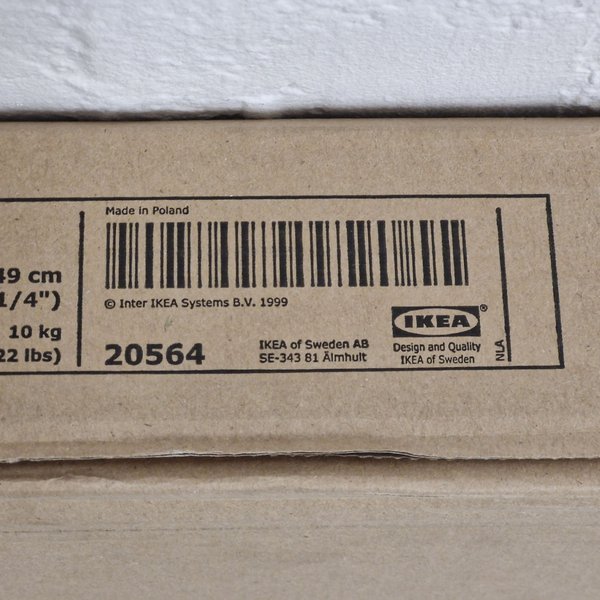 Made in Poland
49 cm
1/4")
© Inter IKEA Systems B.V. 1999
10 kg
22 lbs)
20564
IKEA of Sweden AB
SE-343 81 Älmhult
IKEA®
Design and Quality
IKEA of Sweden
NLA